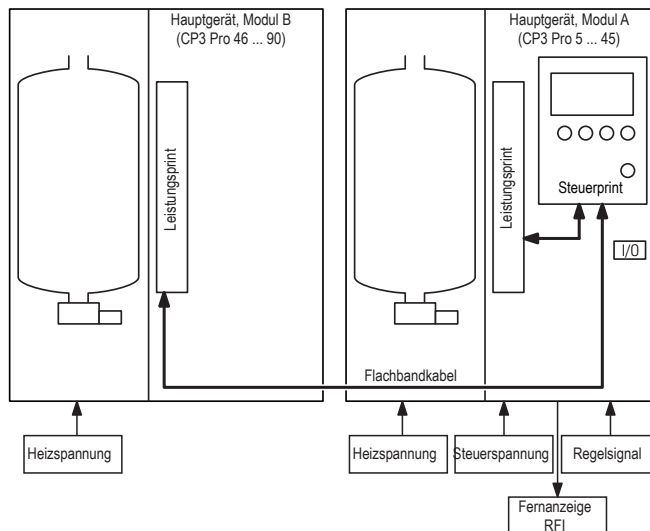 Hauptgerät, Modul B
(CP3 Pro 46 ... 90)
Hauptgerät, Modul A
(CP3 Pro 5 ... 45)
Leistungsprint
Leistungsprint
Steuerprint
I/0
Flachbandkabel
Heizspannung
Heizspannung
Steuerspannung
Regelsignal
Fernanzeige
RFI